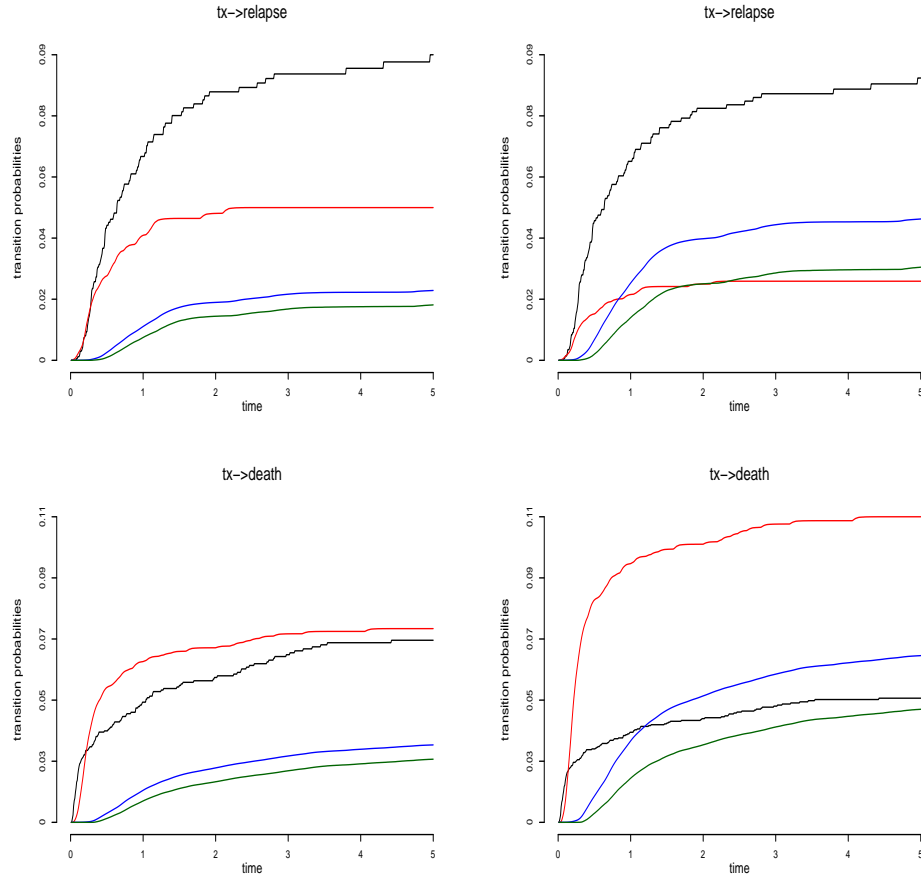 tx->relapse
transition probabilities
0 0.02 0.04 0.06 0.08 0.09
0 1 2 3 4 5
time
tx->relapse
transition probabilities
0 0.02 0.04 0.06 0.08 0.09
0 1 2 3 4 5
time
tx->death
transition probabilities
0 0.03 0.05 0.07 0.09 0.11
0 1 2 3 4 5
time
tx->death
transition probabilities
0 0.03 0.05 0.07 0.09 0.11
0 1 2 3 4 5
time